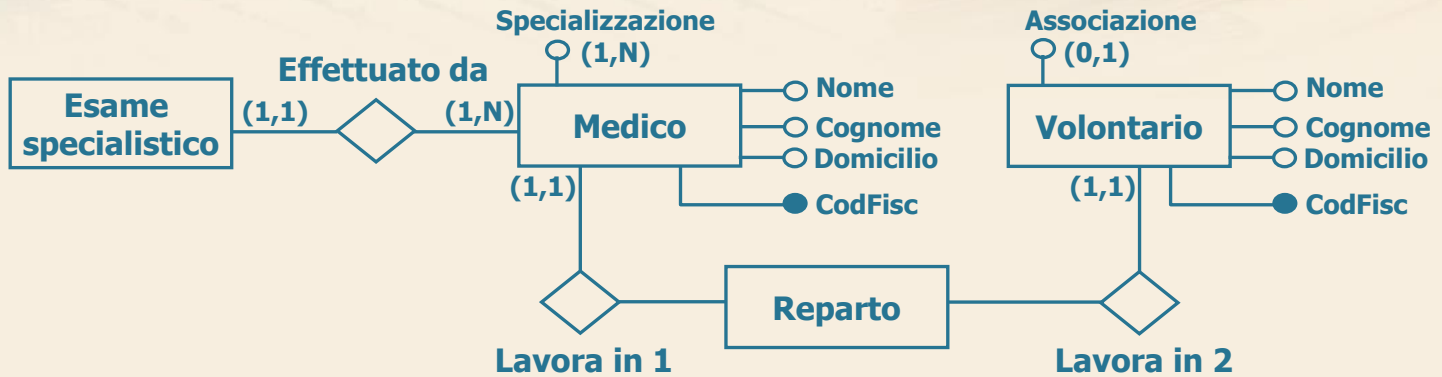 Specializzazione
(1,N)
Associazione
(0,1)
Effettuato da
Esame
specialistico
(1,1)
(1,N)
Medico
Nome
Cognome
Domicilio
CodFisc
(1,1)
Volontario
Nome
Cognome
Domicilio
CodFisc
(1,1)
Reparto
Lavora in 1
Lavora in 2